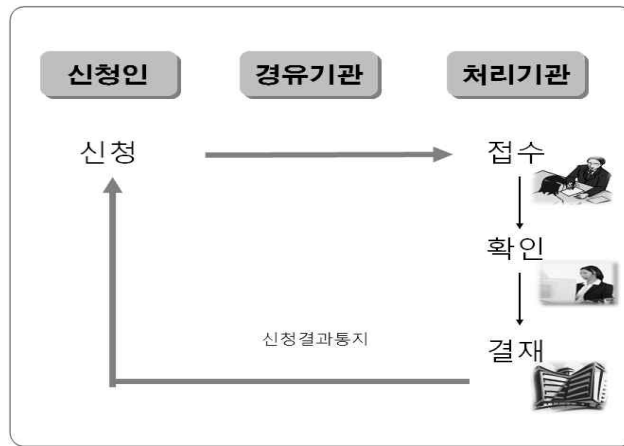 신청인 경유기관 처리기관
신청 접수
확인
신청결과통지
결재